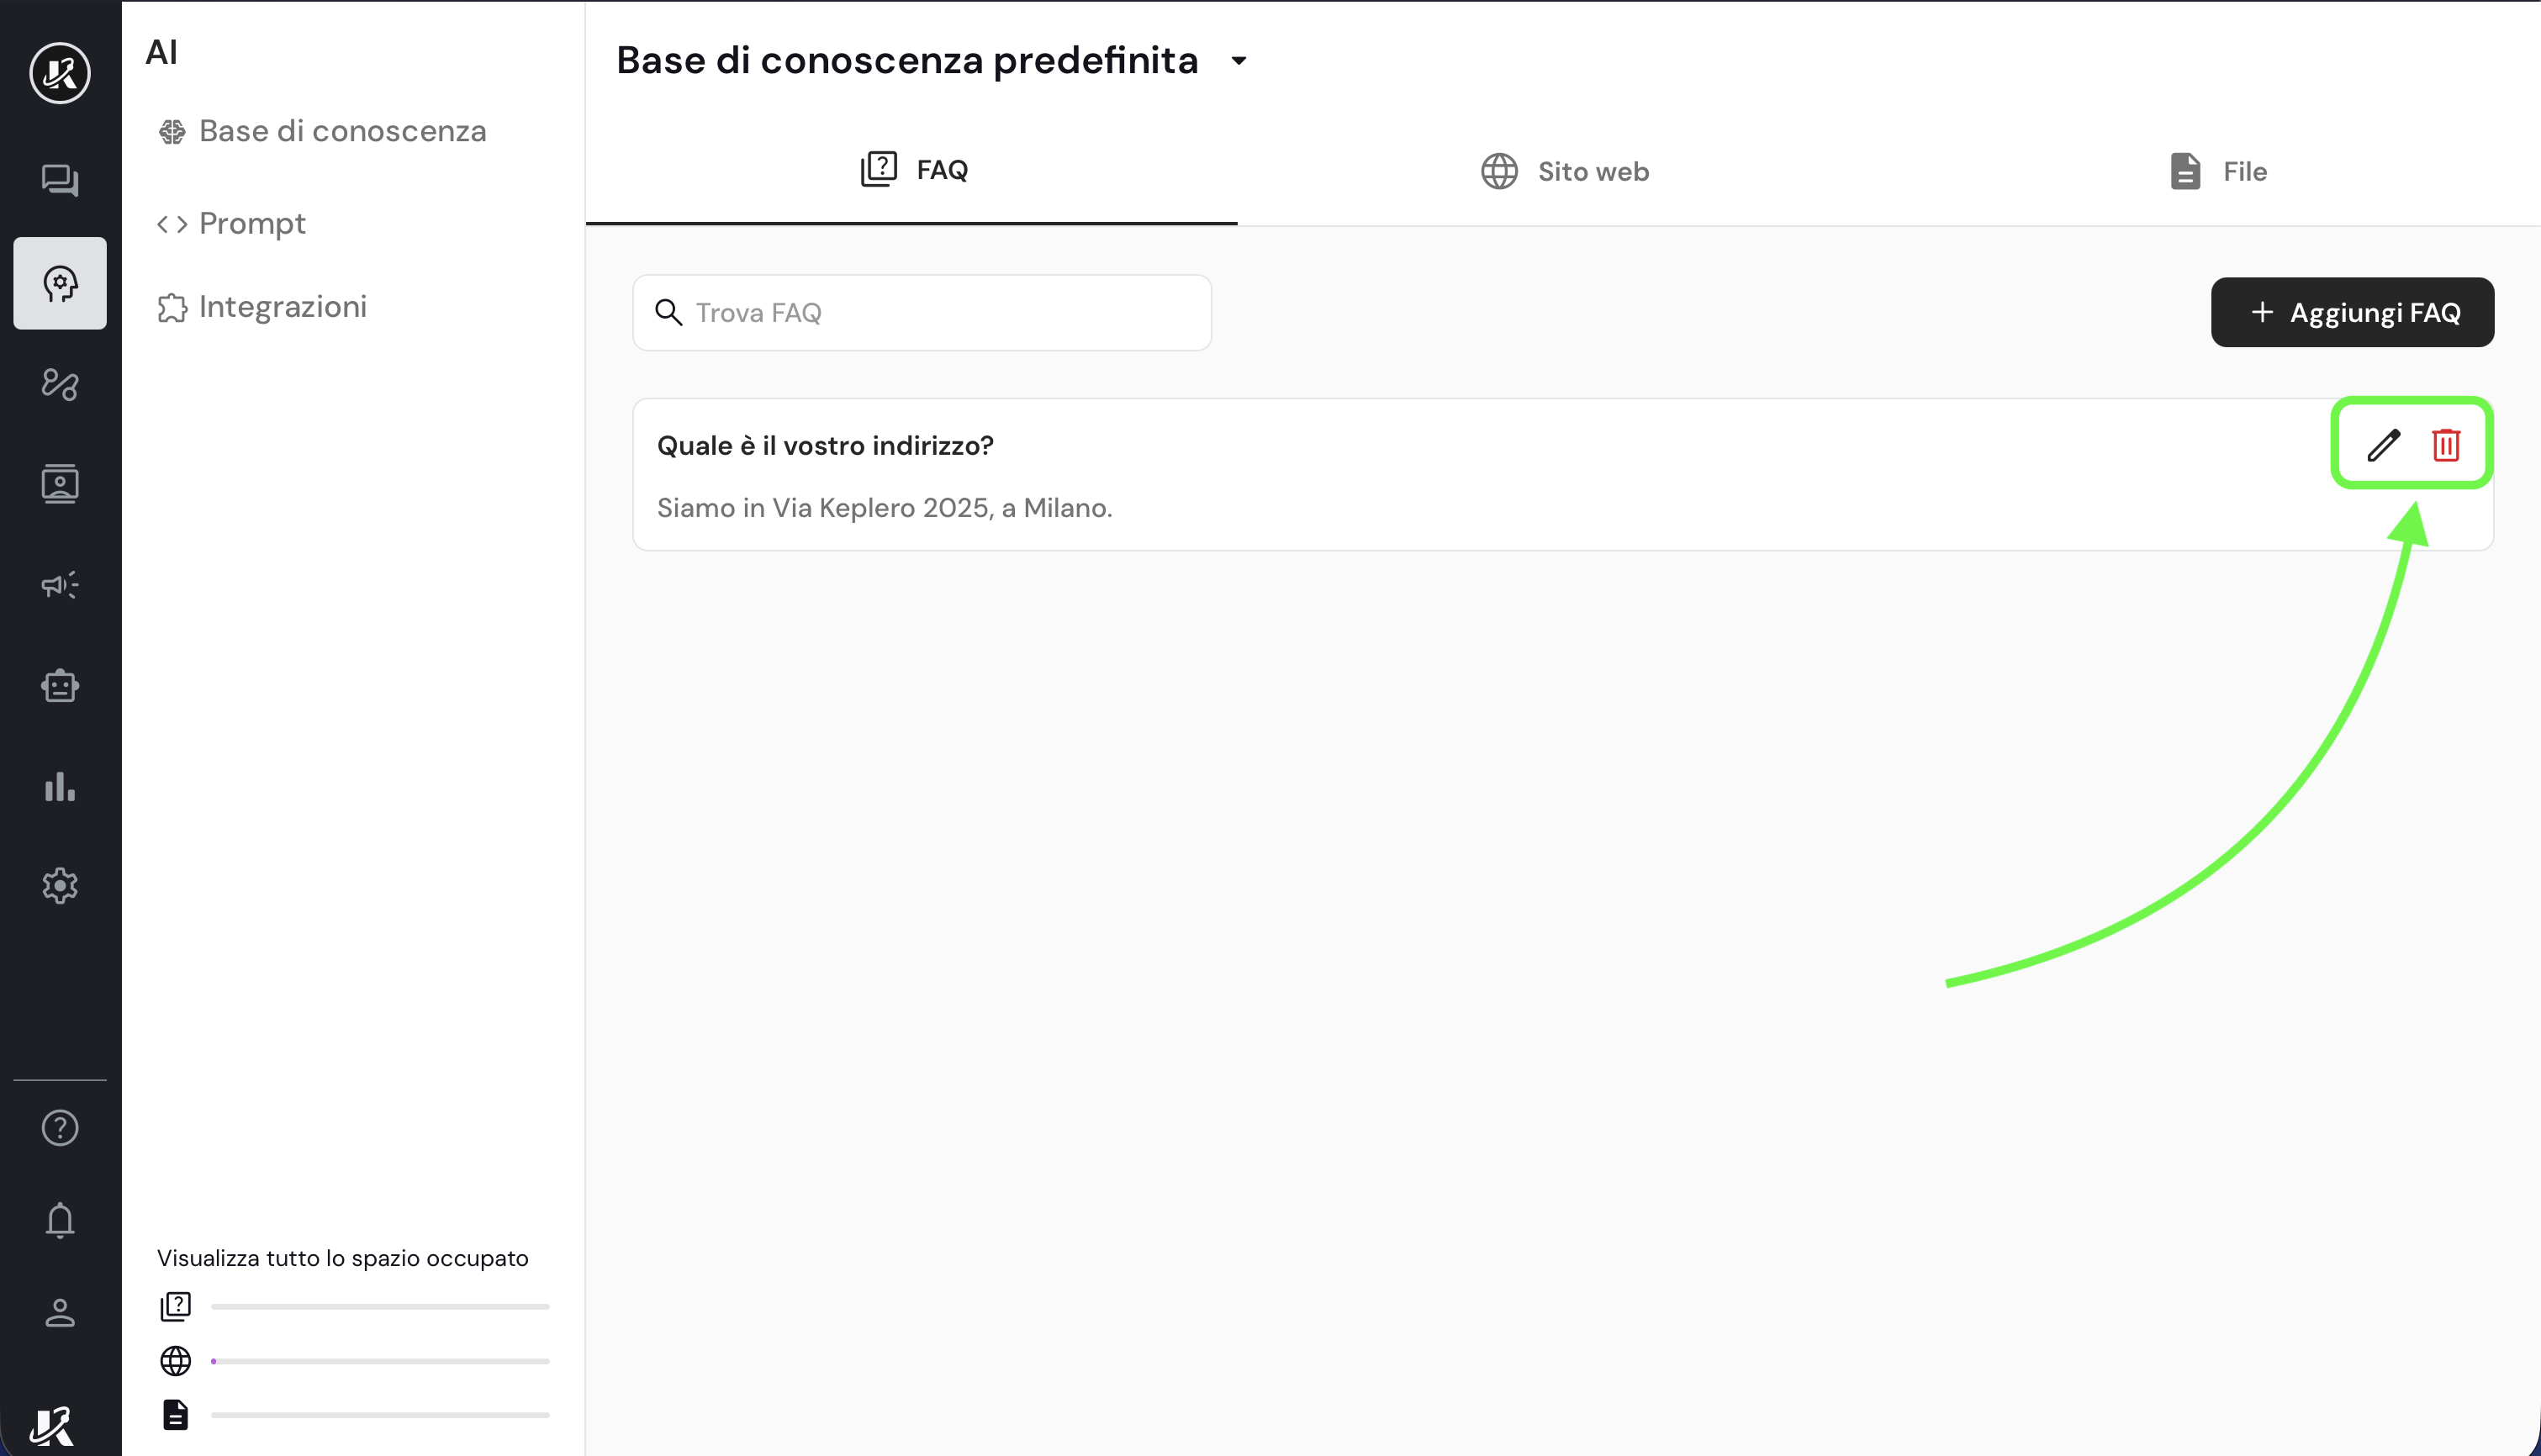 AI
Base di conoscenza
Prompt
Integrazioni
Visualizza tutto lo spazio occupato
Base di conoscenza predefinita
FAQ
Sito web
File
Trova FAQ
+ Aggiungi FAQ
Quale è il vostro indirizzo?
Siamo in Via Keplero 2025, a Milano.